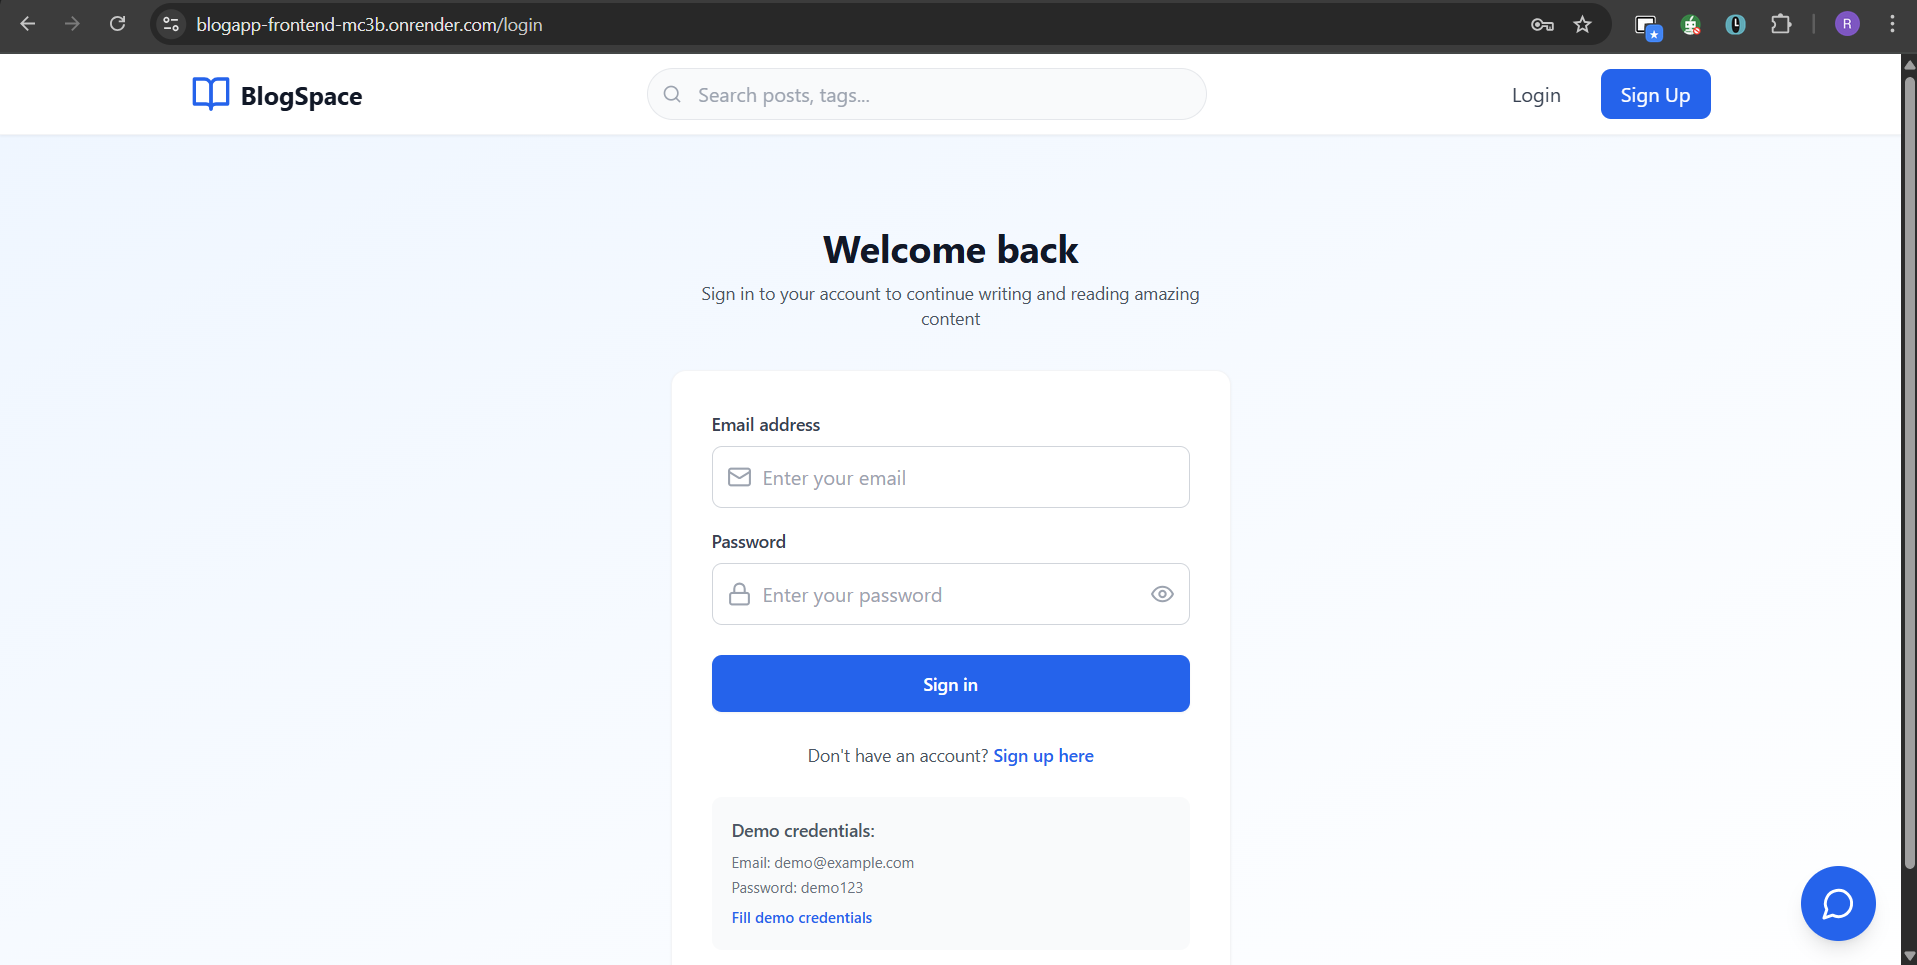 blogapp-frontend-mc3b.onrender.com/login
R
BlogSpace
Search posts, tags...
Login
Sign Up
Welcome back
Sign in to your account to continue writing and reading amazing
content
Email address
Enter your email
Password
Enter your password
Sign in
Don't have an account? Sign up here
Demo credentials:
Email: demo@example.com
Password: demo123
Fill demo credentials